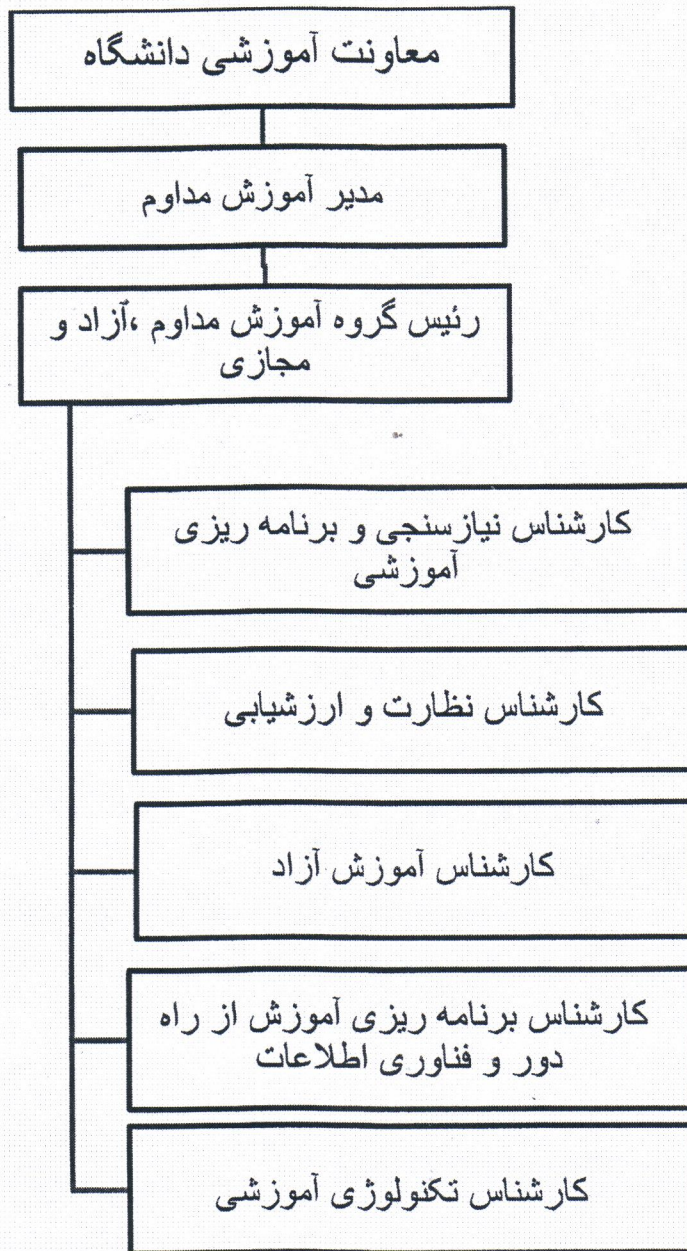 معاونت آموزشی دانشگاه
مدیر آموزش مداوم
رئیس گروه آموزش مداوم ،آزاد و
مجازی
کارشناس نیازسنجی و برنامه ریزی
آموزشی
کارشناس نظارت و ارزشیابی
کارشناس آموزش آزاد
کارشناس برنامه ریزی آموزش از راه
دور و فناوری اطلاعات
کارشناس تکنولوژی آموزشی